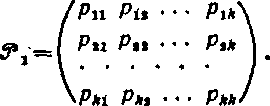 𝒫₁ = ( p₁₁ p₁₂ ... p₁ₖ
p₂₁ p₂₂ ... p₂ₖ
. . . . . .
pₖ₁ pₖ₂ ... pₖₖ ) .